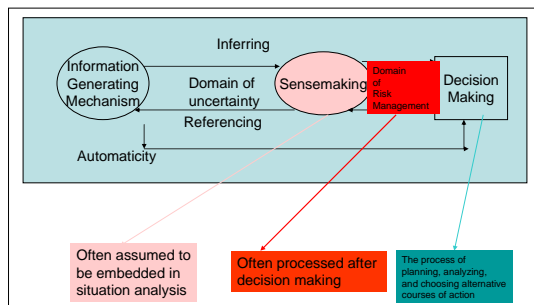 Inferring
Information
Generating
Mechanism
Domain of
uncertainty
Referencing
Sensemaking
Domain
of
Risk
Management
Decision
Making
Automaticity
Often assumed to
be embedded in
situation analysis
Often processed after
decision making
The process of
planning, analyzing,
and choosing alternative
courses of action